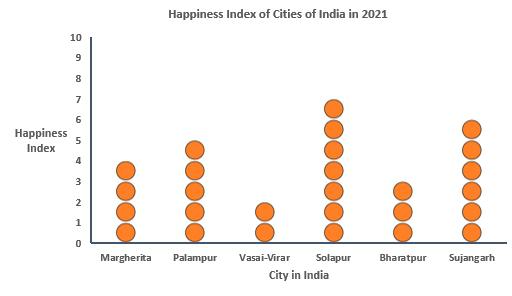 Happiness Index of Cities of India in 2021
10
9
8
7
6
5
4
3
2
1
0
Happiness
Index
Margherita Palampur Vasai-Virar Solapur Bharatpur Sujangarh
City in India